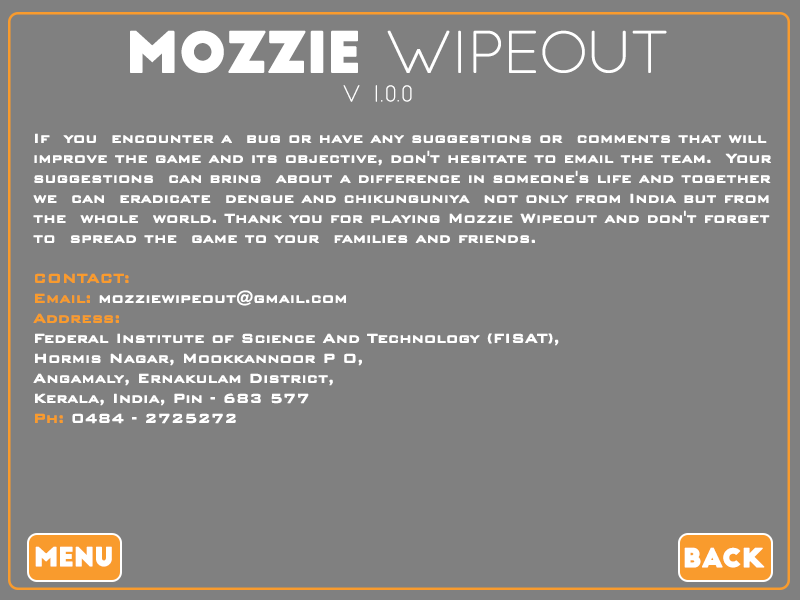 MOZZIE WIPEOUT
V 1.0.0
If you encounter a bug or have any suggestions or comments that will
improve the game and its objective, don't hesitate to email the team. Your
suggestions can bring about a difference in someone's life and together
we can eradicate dengue and chikunguniya not only from India but from
the whole world. Thank you for playing Mozzie Wipeout and don't forget
to spread the game to your families and friends.
CONTACT:
Email: mozziewipeout@gmail.com
Address:
Federal Institute of Science And Technology (FISAT),
Hormis Nagar, Mookkannoor P O,
Angamaly, Ernakulam District,
Kerala, India, Pin - 683 577
Ph: 0484 - 2725272
MENU
BACK